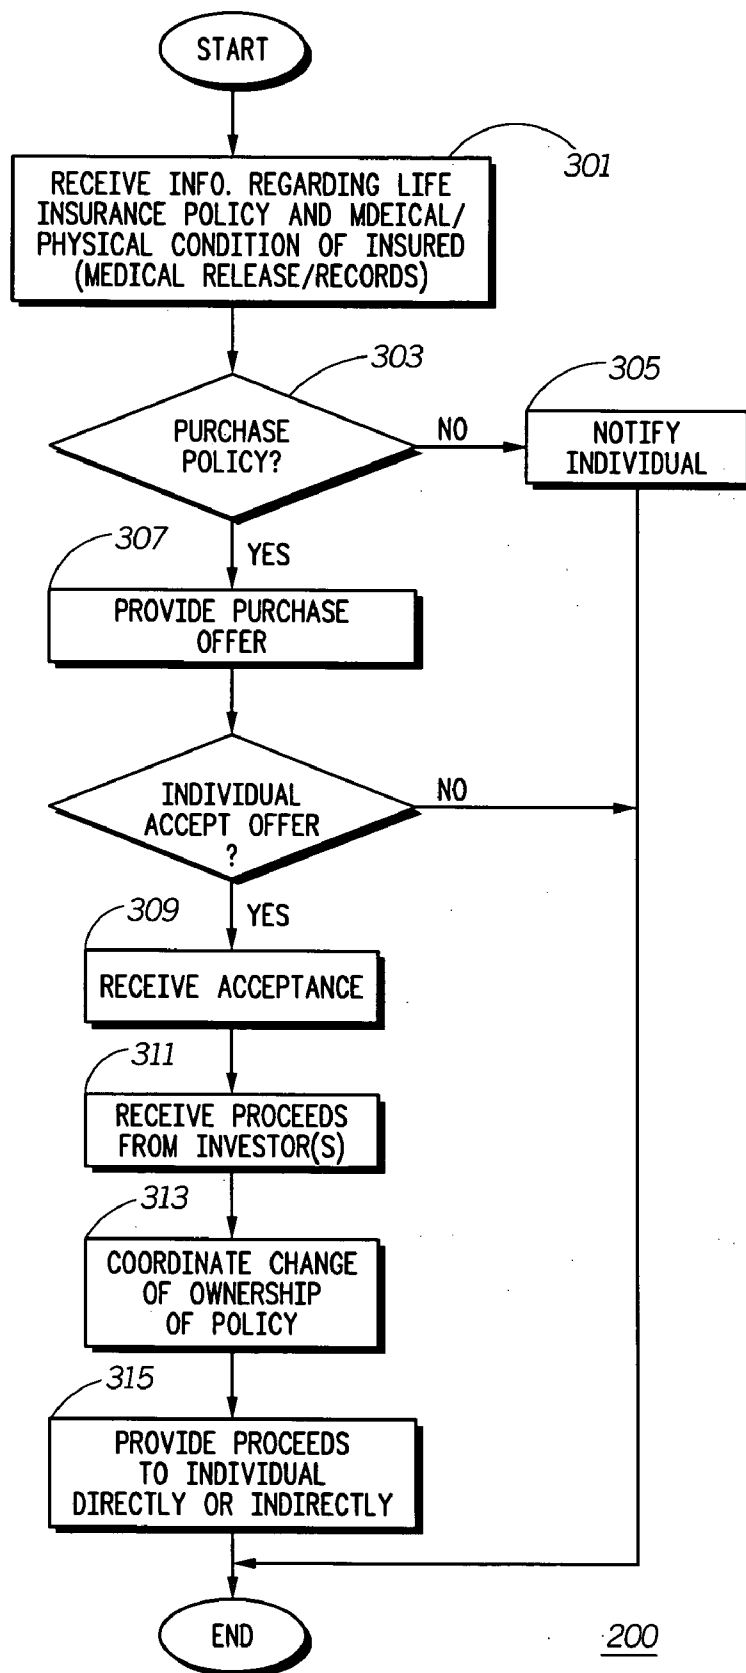 START
301
RECEIVE INFO. REGARDING LIFE
INSURANCE POLICY AND MDEICAL/
PHYSICAL CONDITION OF INSURED
(MEDICAL RELEASE/RECORDS)
303
PURCHASE
POLICY?
NO
305
NOTIFY
INDIVIDUAL
YES
307
PROVIDE PURCHASE
OFFER
INDIVIDUAL
ACCEPT OFFER
?
NO
YES
309
RECEIVE ACCEPTANCE
311
RECEIVE PROCEEDS
FROM INVESTOR(S)
313
COORDINATE CHANGE
OF OWNERSHIP
OF POLICY
315
PROVIDE PROCEEDS
TO INDIVIDUAL
DIRECTLY OR INDIRECTLY
END
200